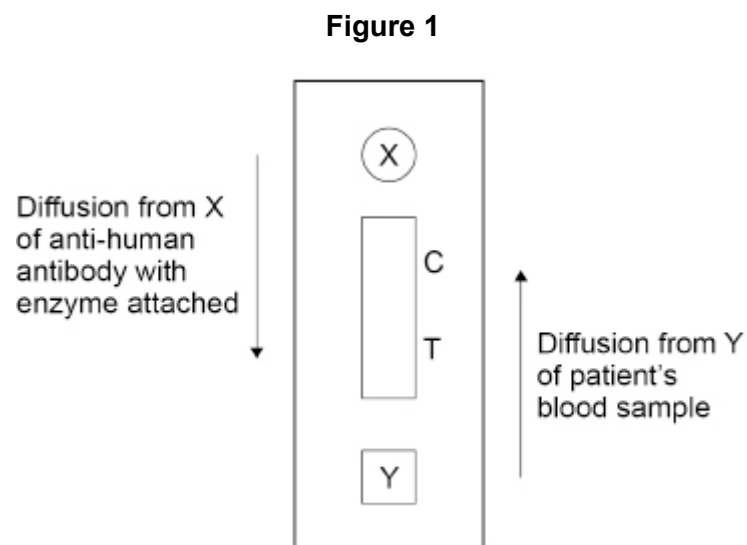 Figure 1
X
Diffusion from X
of anti-human
antibody with
enzyme attached
C
T
Diffusion from Y
of patient's
blood sample
Y